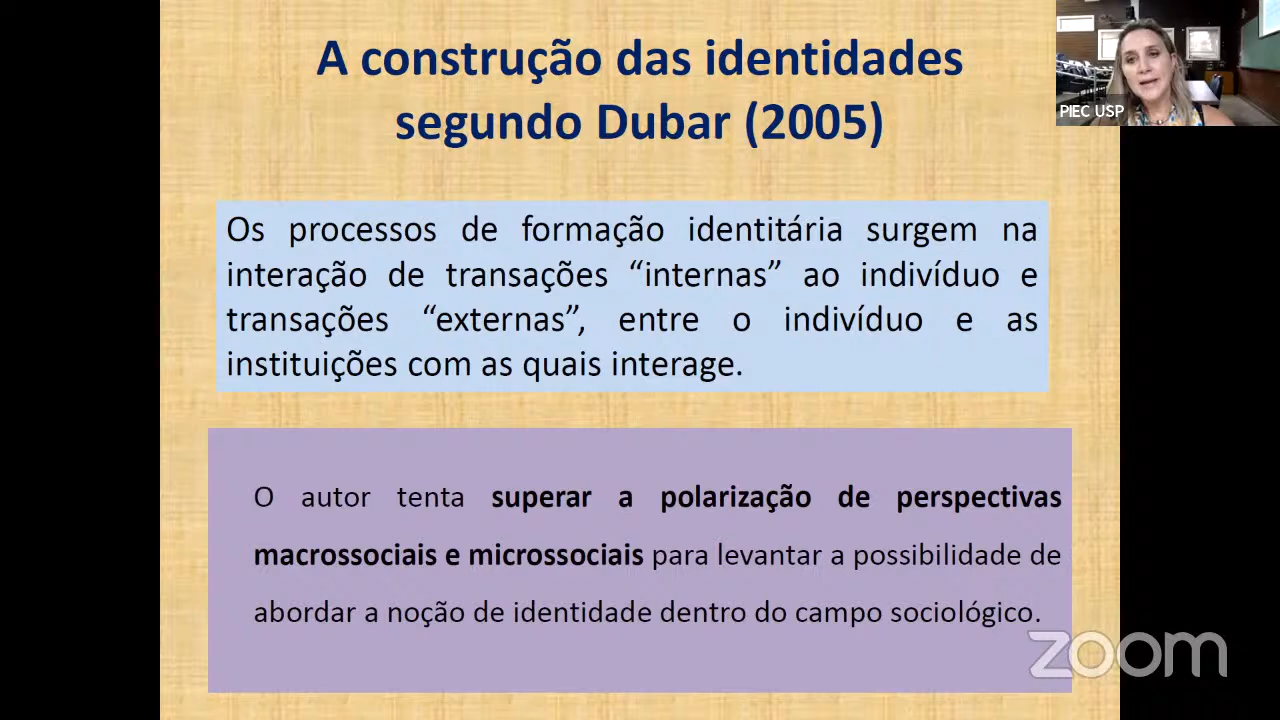 A construção das identidades
segundo Dubar (2005)
PIEC USP
Os processos de formação identitária surgem na
interação de transações “internas” ao indivíduo e
transações “externas”, entre o indivíduo e as
instituições com as quais interage.
O autor tenta superar a polarização de perspectivas
macrossociais e microssociais para levantar a possibilidade de
abordar a noção de identidade dentro do campo sociológico.
zoom